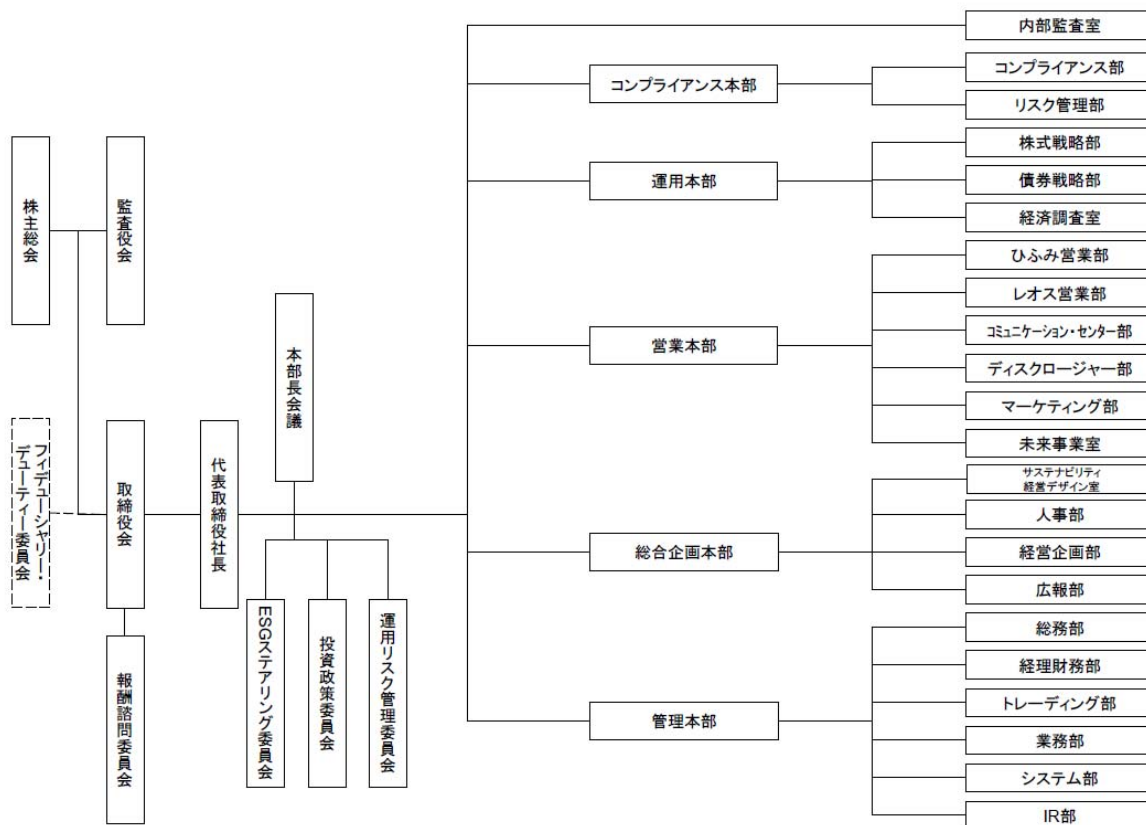 株主総会
監査役会
フィデューシャリー・
デューティー委員会
取締役会
報酬諮問委員会
代表取締役社長
本部長会議
ESGステアリング委員会
投資政策委員会
運用リスク管理委員会
内部監査室
コンプライアンス本部
コンプライアンス部
リスク管理部
運用本部
株式戦略部
債券戦略部
経済調査室
営業本部
ひふみ営業部
レオス営業部
コミュニケーション・センター部
ディスクロージャー部
マーケティング部
未来事業室
総合企画本部
サステナビリティ
経営デザイン室
人事部
経営企画部
広報部
管理本部
総務部
経理財務部
トレーディング部
業務部
システム部
IR部